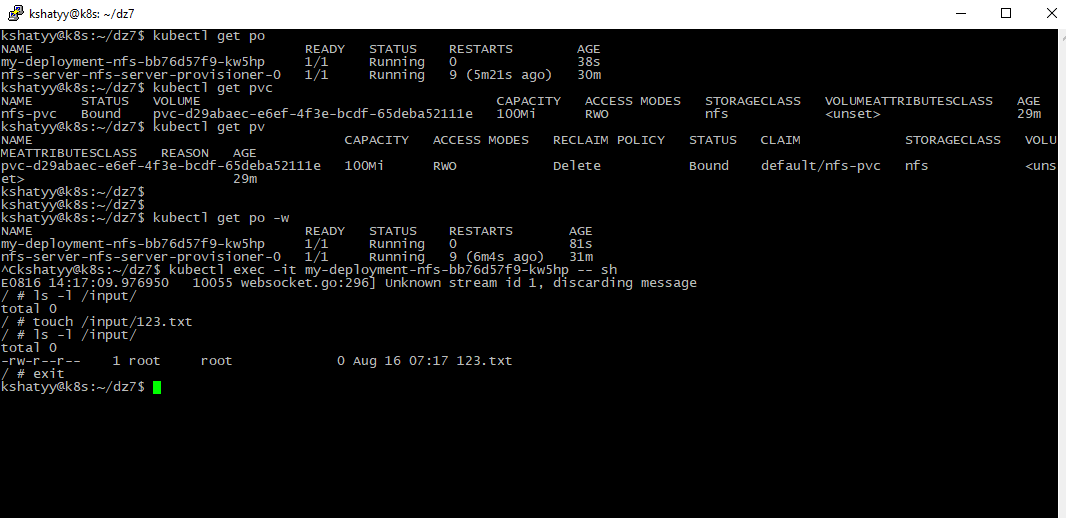 kshatyy@k8s: ~/dz7
kshatyy@k8s:~/dz7$ kubectl get po
NAME READY STATUS RESTARTS AGE
my-deployment-nfs-bb76d57f9-kw5hp 1/1 Running 0 38s
nfs-server-nfs-server-provisioner-0 1/1 Running 9 (5m21s ago) 30m
kshatyy@k8s:~/dz7$ kubectl get pvc
NAME STATUS VOLUME CAPACITY ACCESS MODES STORAGECLASS VOLUMEATTRIBUTESCLASS AGE
nfs-pvc Bound pvc-d29abaec-e6ef-4f3e-bcdf-65deba52111e 100Mi RWO nfs <unset> 29m
kshatyy@k8s:~/dz7$ kubectl get pv
NAME CAPACITY ACCESS MODES RECLAIM POLICY STATUS CLAIM STORAGECLASS VOLU
MEATTRIBUTESCLASS REASON AGE
pvc-d29abaec-e6ef-4f3e-bcdf-65deba52111e 100Mi RWO Delete Bound default/nfs-pvc nfs <uns
et> 29m
kshatyy@k8s:~/dz7$
kshatyy@k8s:~/dz7$
kshatyy@k8s:~/dz7$ kubectl get po -w
NAME READY STATUS RESTARTS AGE
my-deployment-nfs-bb76d57f9-kw5hp 1/1 Running 0 81s
nfs-server-nfs-server-provisioner-0 1/1 Running 9 (6m4s ago) 31m
^Ckshatyy@k8s:~/dz7$ kubectl exec -it my-deployment-nfs-bb76d57f9-kw5hp -- sh
E0816 14:17:09.976950 10055 websocket.go:296] Unknown stream id 1, discarding message
/ # ls -l /input/
total 0
/ # touch /input/123.txt
/ # ls -l /input/
total 0
-rw-r--r-- 1 root root 0 Aug 16 07:17 123.txt
/ # exit
kshatyy@k8s:~/dz7$